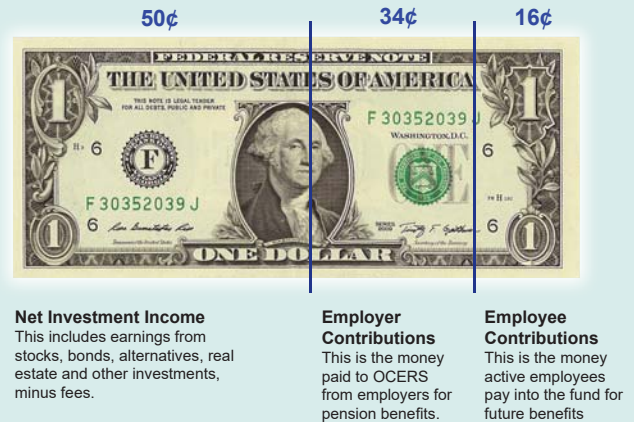 50¢
34¢
16¢
FEDERAL RESERVE NOTE
THE UNITED STATES OF AMERICA
THIS NOTE IS LEGAL TENDER
FOR ALL DEBTS, PUBLIC AND PRIVATE
F 30352039 J
WASHINGTON, D.C.
1
1
6
6
F
ONE
F 30352039 J
6
6
SERIES
1
1
ONE DOLLAR
Net Investment Income
This includes earnings from
stocks, bonds, alternatives, real
estate and other investments,
minus fees.
Employer
Contributions
This is the money
paid to OCERS
from employers for
pension benefits.
Employee
Contributions
This is the money
active employees
pay into the fund for
future benefits